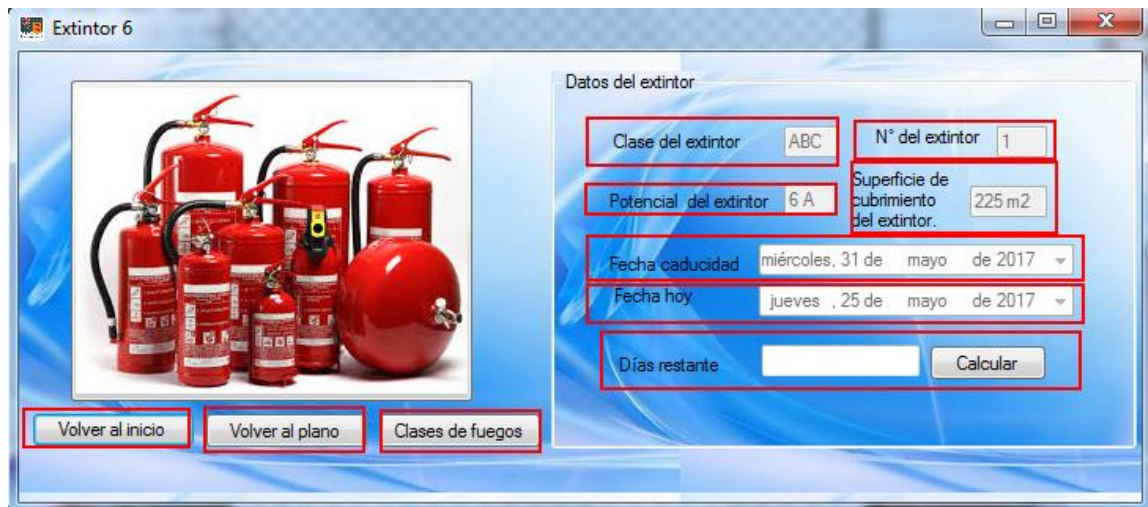 Extintor 6
Datos del extintor
Clase del extintor ABC N° del extintor 1
Potencial del extintor 6 A
Superficie de
cubrimiento
del extintor.
225 m2
Fecha caducidad miércoles, 31 de mayo de 2017
Fecha hoy jueves , 25 de mayo de 2017
Días restante Calcular
Volver al inicio Volver al plano Clases de fuegos